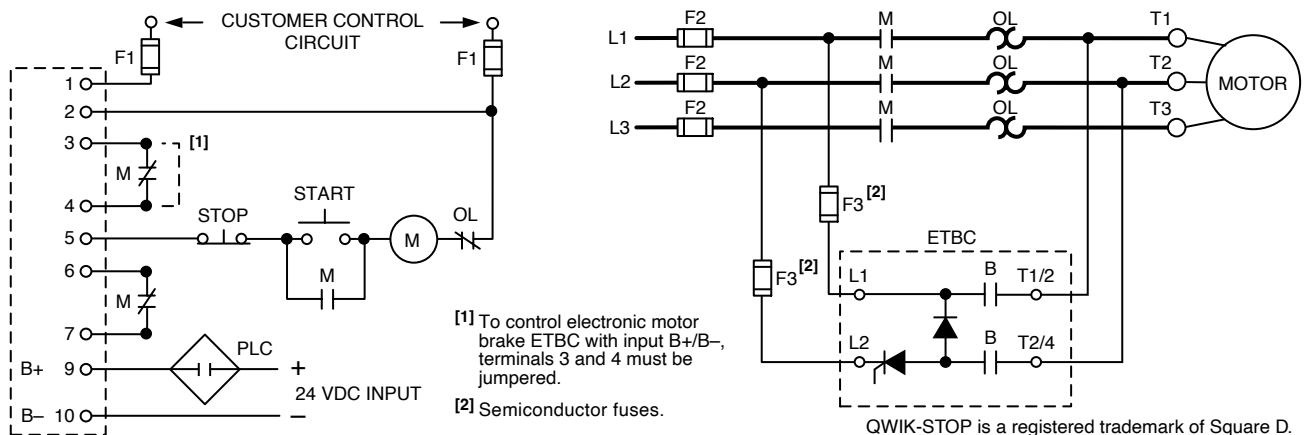 CUSTOMER CONTROL
CIRCUIT
F1
F1
1
2
3
[1]
M
4
STOP
START
5
M
OL
6
M
M
7
PLC
B+ 9
+
24 VDC INPUT
B– 10
–
[1] To control electronic motor
brake ETBC with input B+/B–,
terminals 3 and 4 must be
jumpered.
[2] Semiconductor fuses.
F2
M
OL
T1
L1
F2
M
OL
T2
L2
MOTOR
F2
M
OL
T3
L3
F3 [2]
ETBC
F3 [2]
L1
B
T1/2
L2
B
T2/4
QWIK-STOP is a registered trademark of Square D.